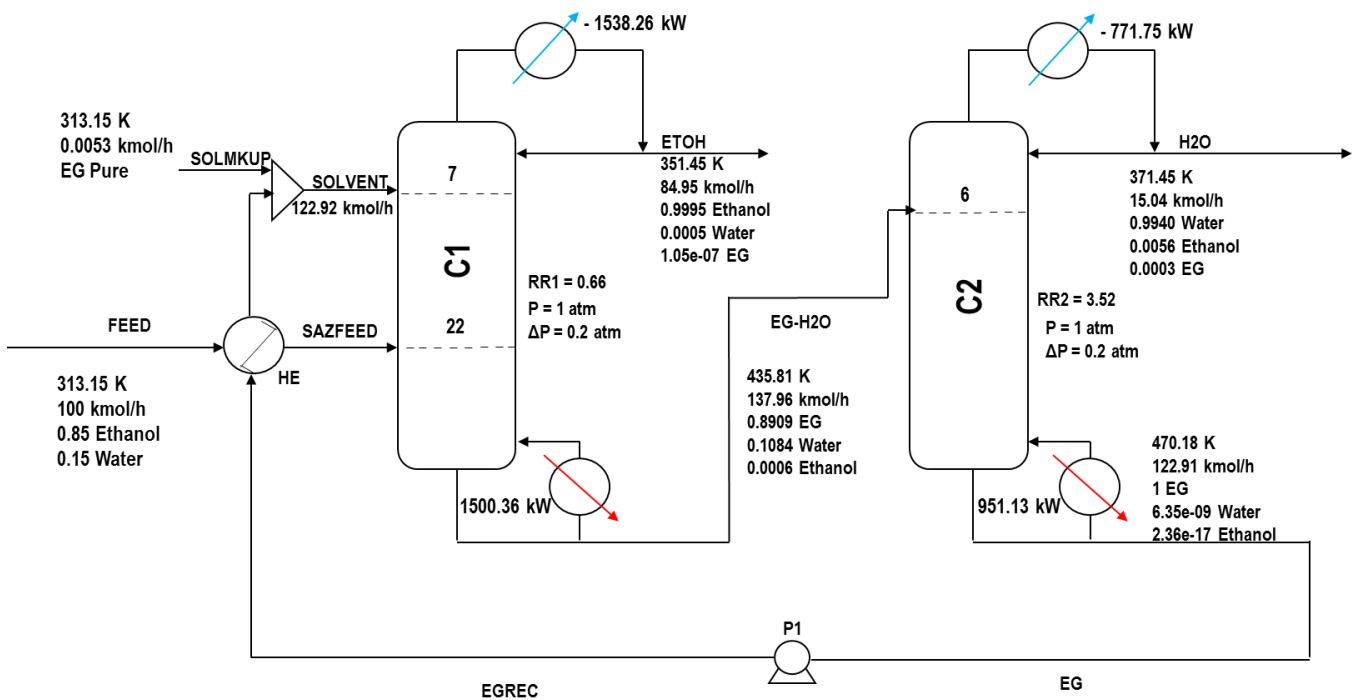 - 1538.26 kW
- 771.75 kW
313.15 K
0.0053 kmol/h
EG Pure
SOLMKUP
SOLVENT
122.92 kmol/h
7
C1
22
ETOH
351.45 K
84.95 kmol/h
0.9995 Ethanol
0.0005 Water
1.05e-07 EG
RR1 = 0.66
P = 1 atm
ΔP = 0.2 atm
6
C2
H2O
371.45 K
15.04 kmol/h
0.9940 Water
0.0056 Ethanol
0.0003 EG
RR2 = 3.52
P = 1 atm
ΔP = 0.2 atm
FEED
SAZFEED
HE
313.15 K
100 kmol/h
0.85 Ethanol
0.15 Water
EG-H2O
435.81 K
137.96 kmol/h
0.8909 EG
0.1084 Water
0.0006 Ethanol
1500.36 kW
951.13 kW
470.18 K
122.91 kmol/h
1 EG
6.35e-09 Water
2.36e-17 Ethanol
P1
EGREC
EG